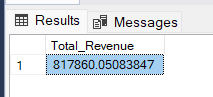 Results Messages
Total_Revenue
1 817860.05083847